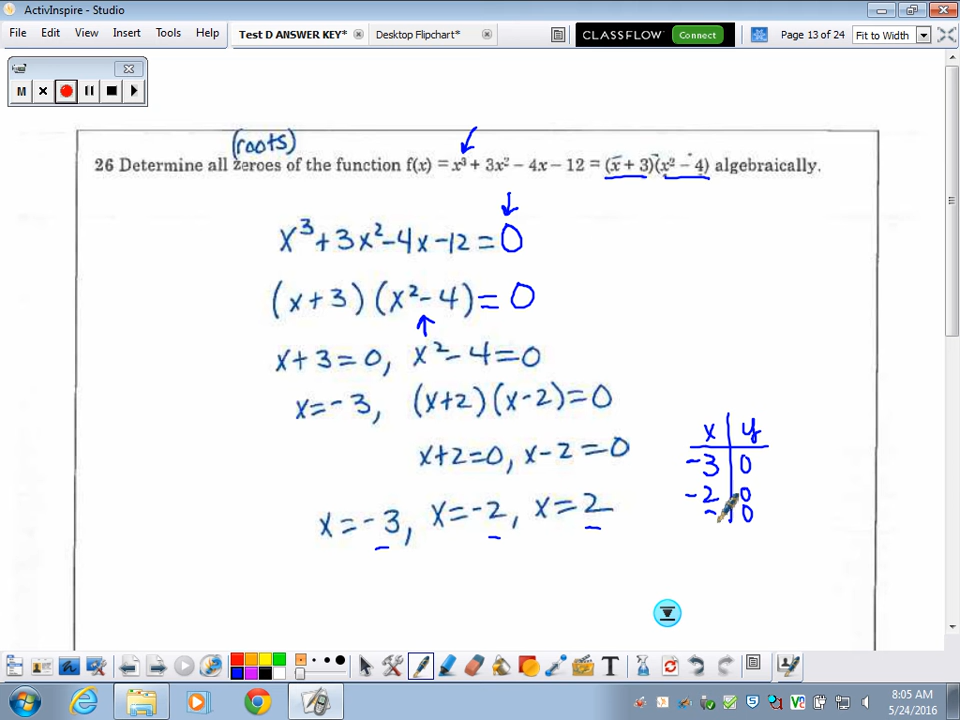 ActivInspire - Studio
File Edit View Insert Tools Help
Test D ANSWER KEY* Desktop Flipchart*
CLASSFLOW Connect
Page 13 of 24 Fit to Width
M
(roots)
26 Determine all zeroes of the function f(x) = x³ + 3x² − 4x − 12 = (x + 3)(x² − 4) algebraically.
x³+3x²-4x-12=0
(x+3)(x²-4)=0
x+3=0, x²-4=0
x=-3, (x+2)(x-2)=0
x+2=0, x-2=0
x=-3, x=-2, x=2
x y
-3 0
-2 0
- 0
T
8:05 AM
5/24/2016